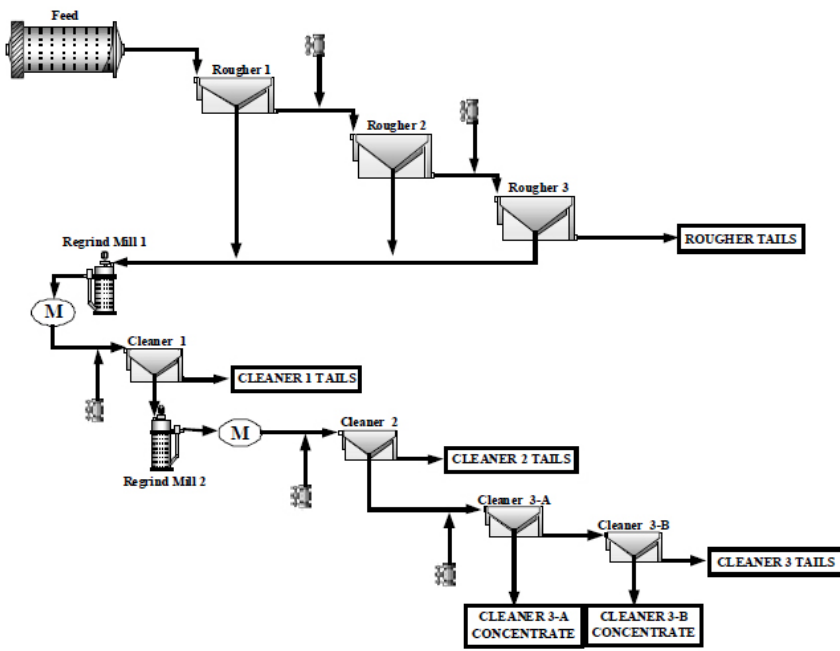 Feed
Rougher 1
Rougher 2
Rougher 3
ROUGHER TAILS
Regrind Mill 1
M
Cleaner 1
CLEANER 1 TAILS
M
Regrind Mill 2
Cleaner 2
CLEANER 2 TAILS
Cleaner 3-A
Cleaner 3-B
CLEANER 3 TAILS
CLEANER 3-A
CONCENTRATE
CLEANER 3-B
CONCENTRATE